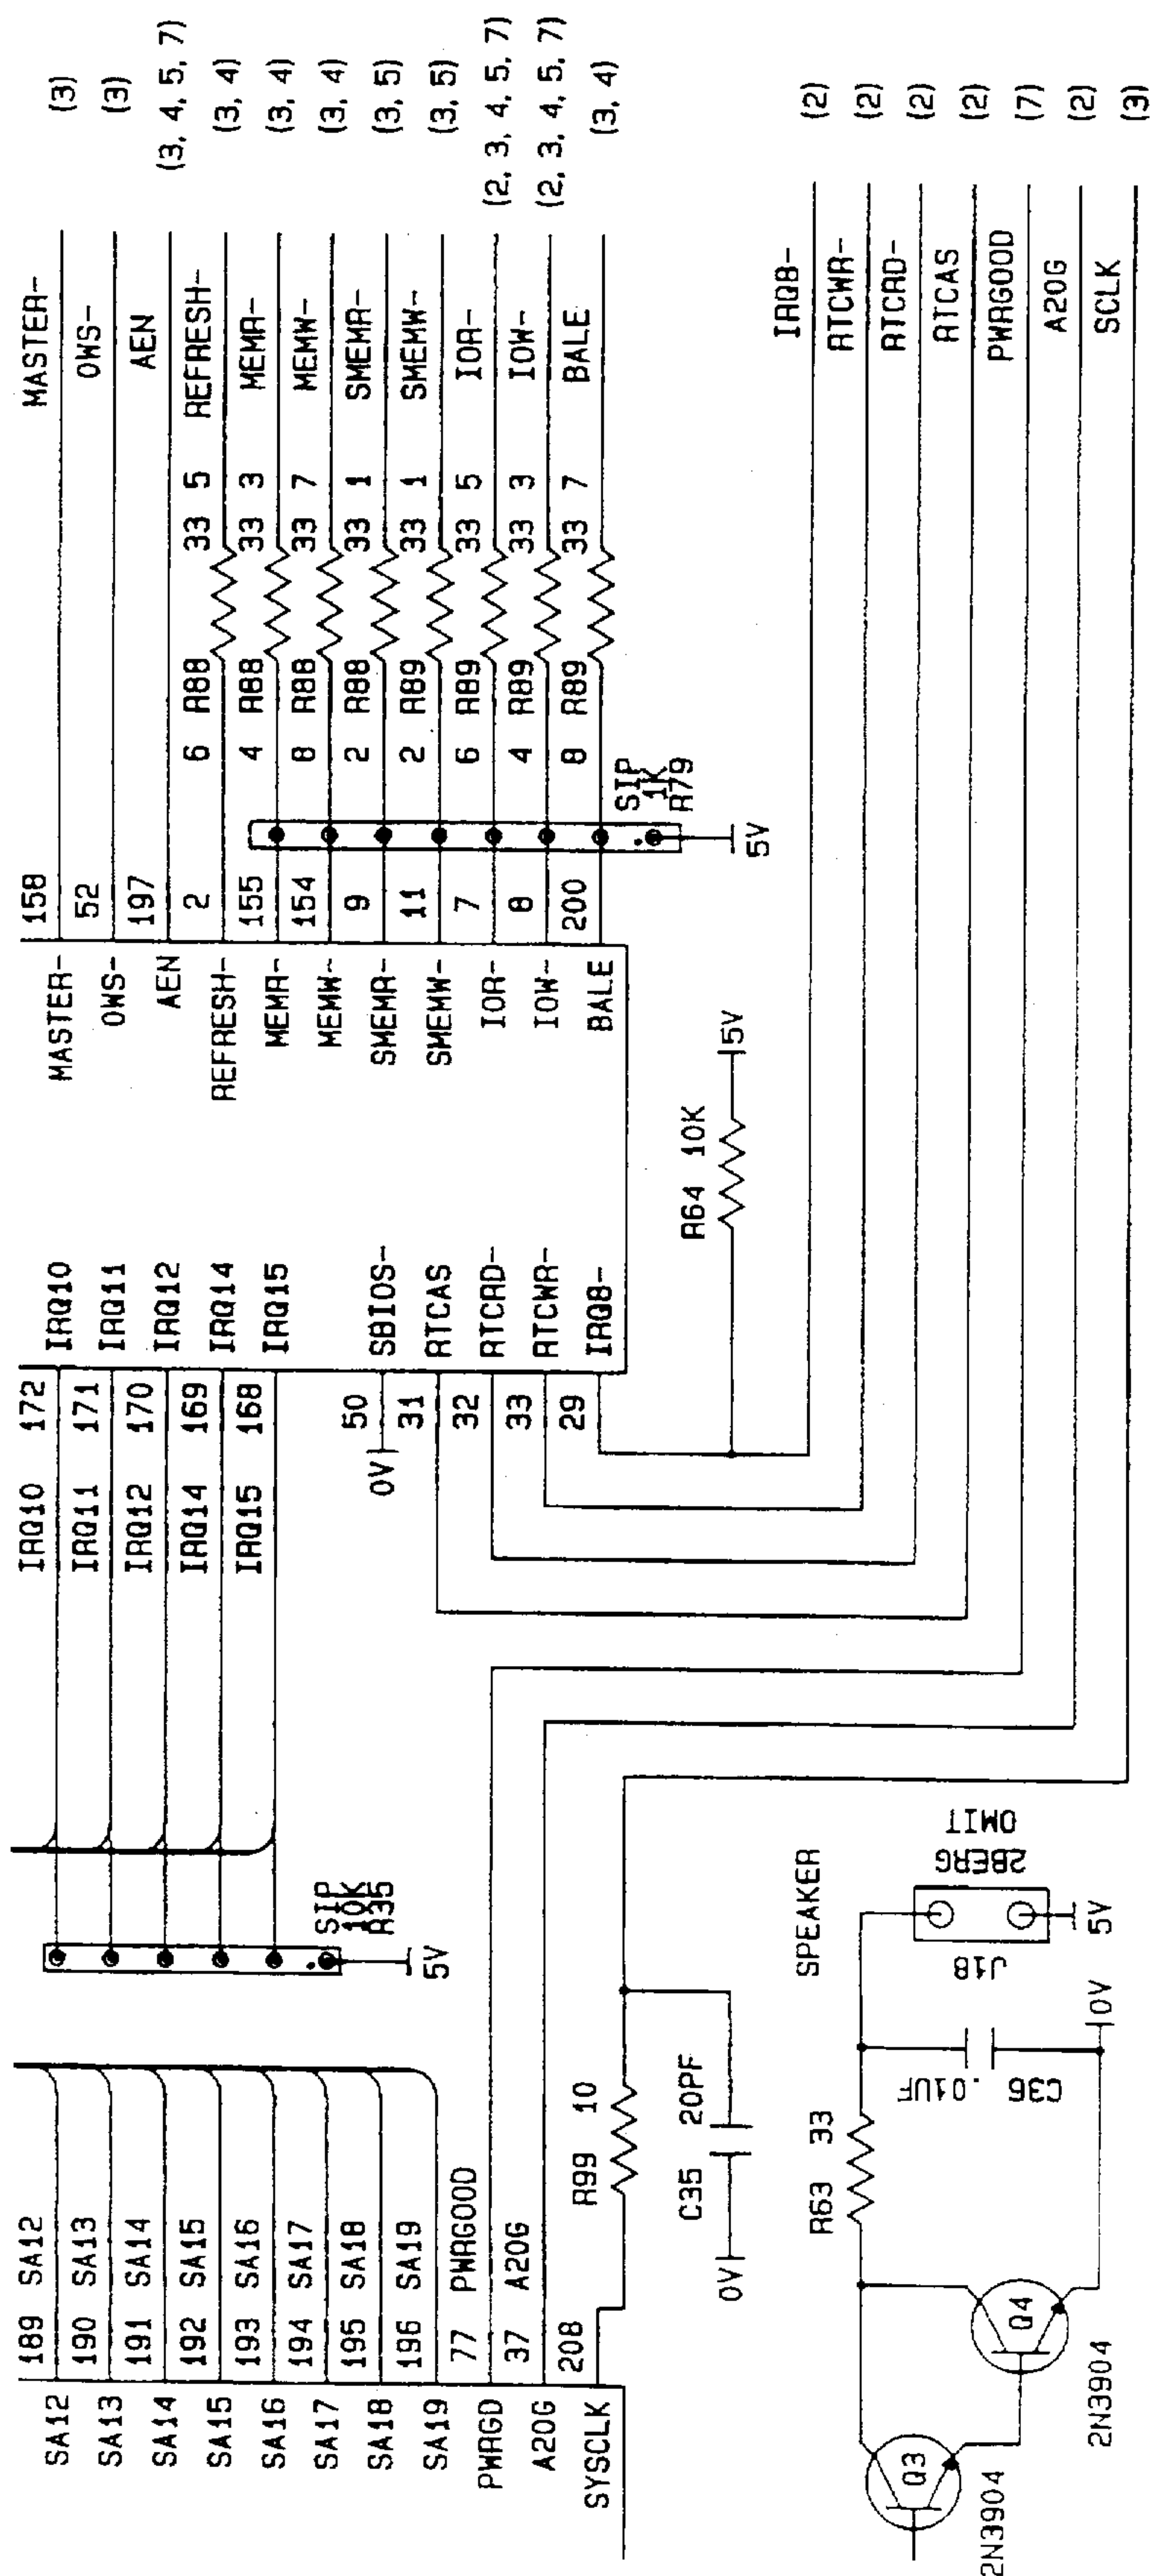 189 SA12
SA12
190 SA13
SA13
191 SA14
SA14
192 SA15
SA15
193 SA16
SA16
194 SA17
SA17
195 SA18
SA18
196 SA19
SA19
77 PWRGOOD
PWRGD
37 A20G
A20G
208
SYSCLK
R99 10
C35 20PF
0V
SIP
10K
R35
5V
IRQ10 172
IRQ10
IRQ11 171
IRQ11
IRQ12 170
IRQ12
IRQ14 169
IRQ14
IRQ15 168
IRQ15
50
SBIOS-
0V
31
RTCAS
32
RTCRD-
33
RTCWR-
29
IRQ8-
R64 10K
5V
158
MASTER-
MASTER-
(3)
52
OWS-
OWS-
(3)
197
AEN
AEN
(3, 4, 5, 7)
2
REFRESH-
6 R88 33 5 REFRESH-
(3, 4)
155
MEMR-
4 R88 33 3 MEMR-
(3, 4)
154
MEMW-
8 R88 33 7 MEMW-
(3, 4)
9
SMEMR-
2 R88 33 1 SMEMR-
(3, 5)
11
SMEMW-
2 R89 33 1 SMEMW-
(3, 5)
7
IOR-
6 R89 33 5 IOR-
(2, 3, 4, 5, 7)
8
IOW-
4 R89 33 3 IOW-
(2, 3, 4, 5, 7)
200
BALE
8 R89 33 7 BALE
(3, 4)
SIP
1K
R79
5V
IRQ8-
(2)
RTCWR-
(2)
RTCRD-
(2)
RTCAS
(2)
PWRGOOD
(7)
A20G
(2)
SCLK
(3)
SPEAKER
R63 33
C36
.01UF
0V
J18
2BERG
OMIT
5V
Q3
2N3904
Q4
2N3904